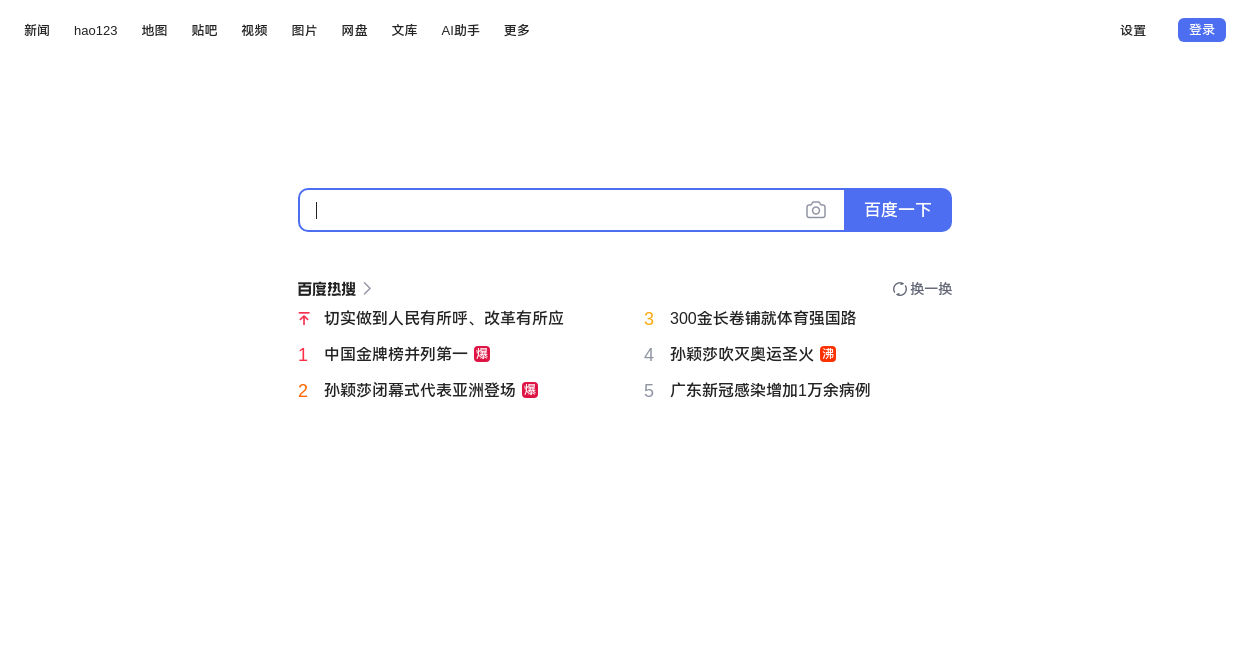 新闻 hao123 地图 贴吧 视频 图片 网盘 文库 AI助手 更多 设置 登录
百度一下
百度热搜 换一换
切实做到人民有所呼、改革有所应
1 中国金牌榜并列第一 爆
2 孙颖莎闭幕式代表亚洲登场 爆
3 300金长卷铺就体育强国路
4 孙颖莎吹灭奥运圣火 沸
5 广东新冠感染增加1万余病例